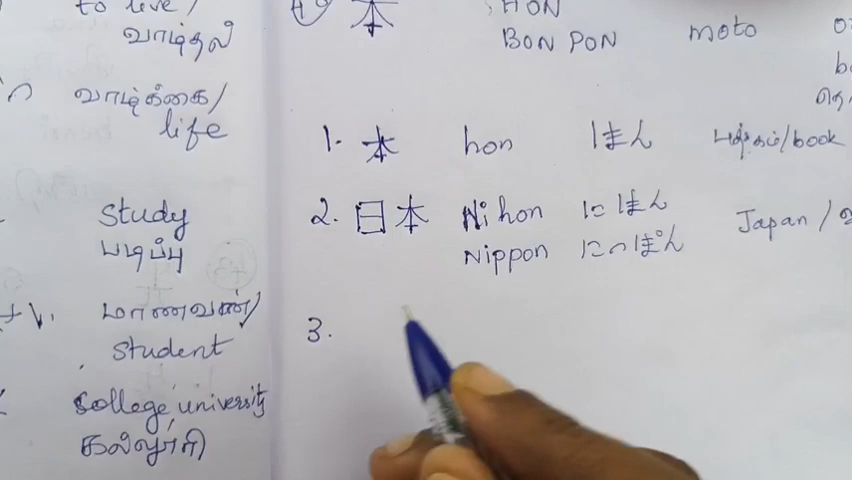 to live /
வாழ்தல்
வாழ்க்கை/
life
study
படிப்பு
மாணவன்/
student
college, university
கல்லூரி
本 HON moto
BON PON
1. 本 hon ほん புத்தகம்/book
2. 日本 Nihon にほん Japan /
Nippon にっぽん
3.